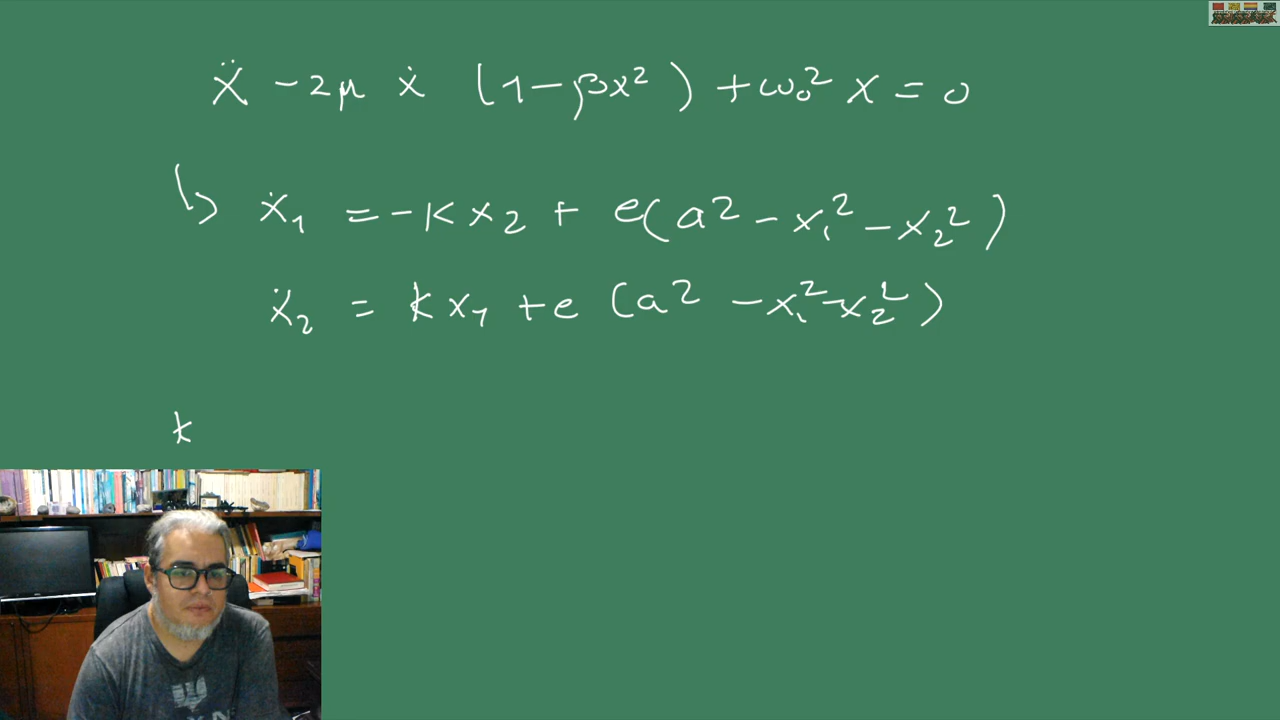 ẍ - 2μ ẋ (1 - βx²) + ω₀² x = 0
↳ ẋ₁ = - k x₂ + e(a² - x₁² - x₂²)
ẋ₂ = k x₁ + e (a² - x₁² - x₂²)
k